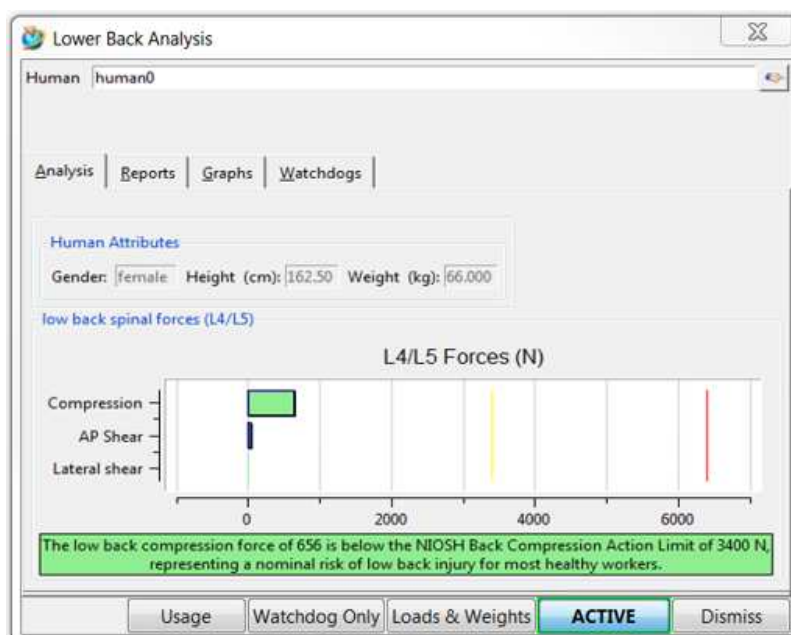 Lower Back Analysis
Human human0
Analysis Reports Graphs Watchdogs
Human Attributes
Gender: female Height (cm): 162.50 Weight (kg): 66.000
low back spinal forces (L4/L5)
L4/L5 Forces (N)
Compression
AP Shear
Lateral shear
0 2000 4000 6000
The low back compression force of 656 is below the NIOSH Back Compression Action Limit of 3400 N,
representing a nominal risk of low back injury for most healthy workers.
Usage Watchdog Only Loads & Weights ACTIVE Dismiss